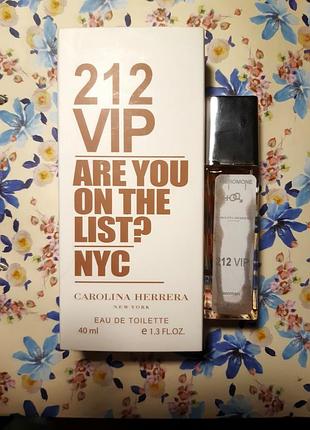 212
VIP
ARE YOU
ON THE
LIST?
NYC
CAROLINA HERRERA
NEW YORK
EAU DE TOILETTE
40 ml e 1.3 FL.OZ.
212 VIP